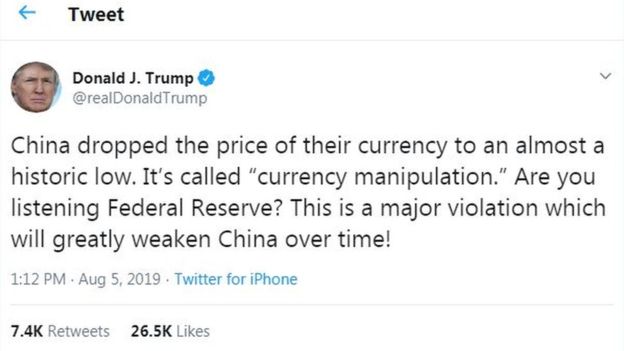 Tweet
Donald J. Trump
@realDonaldTrump
China dropped the price of their currency to an almost a
historic low. It’s called “currency manipulation.” Are you
listening Federal Reserve? This is a major violation which
will greatly weaken China over time!
1:12 PM · Aug 5, 2019 · Twitter for iPhone
7.4K Retweets 26.5K Likes